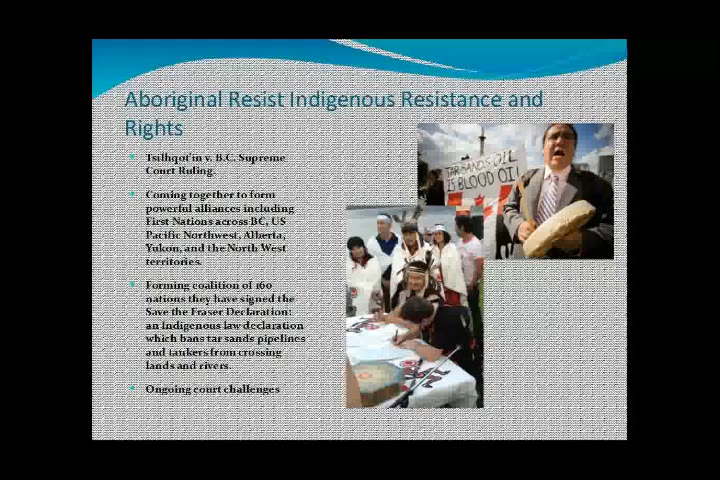 Aboriginal Resist Indigenous Resistance and
Rights
Tsilhqot'in v. B.C. Supreme
Court Ruling.
Coming together to form
powerful alliances including
First Nations across BC, US
Pacific Northwest, Alberta,
Yukon, and the North West
territories.
Forming coalition of 160
nations they have signed the
Save the Fraser Declaration:
an Indigenous law declaration
which bans tar sands pipelines
and tankers from crossing
lands and rivers.
Ongoing court challenges
TAR SANDS OIL
IS BLOOD OIL